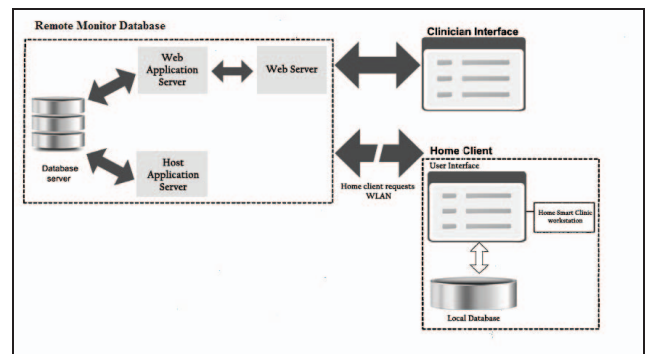 Remote Monitor Database
Clinician Interface
Web
Application
Server
Web Server
Database
server
Host
Application
Server
Home client requests
WLAN
Home Client
User Interface
Home Smart Clinic
workstation
Local Database